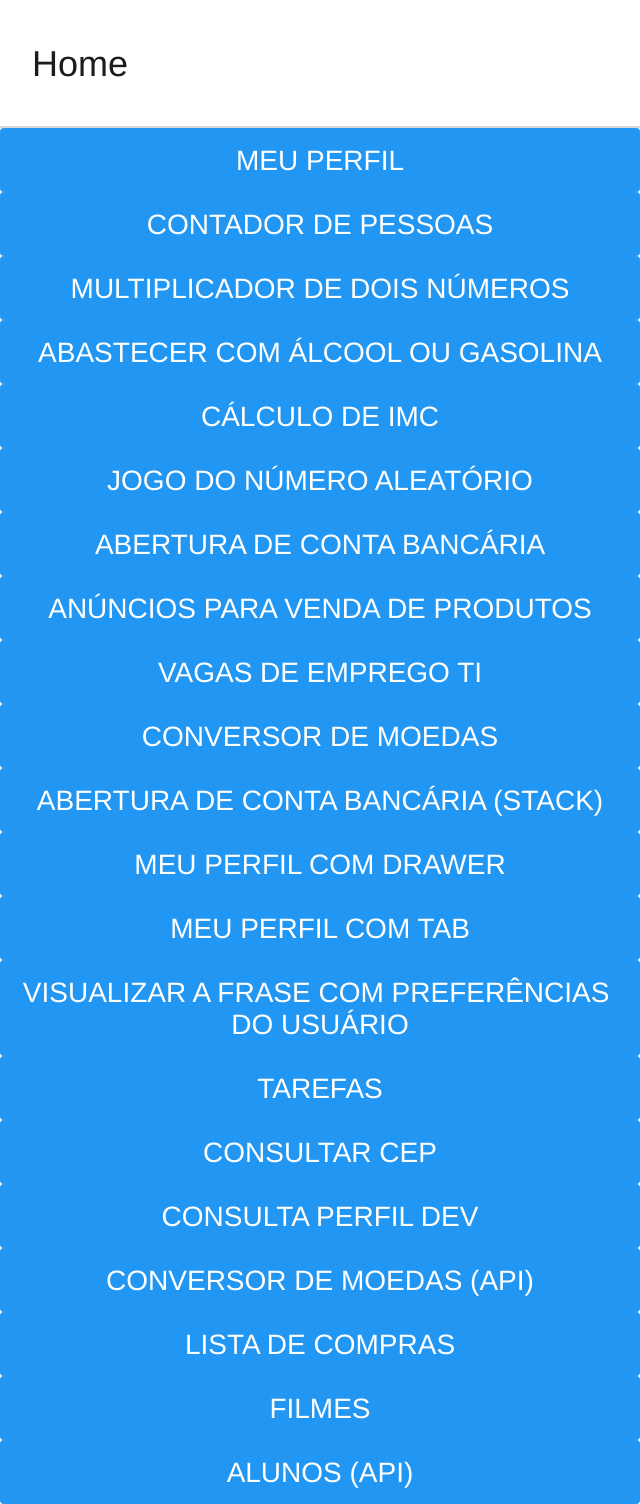 Home
MEU PERFIL
CONTADOR DE PESSOAS
MULTIPLICADOR DE DOIS NÚMEROS
ABASTECER COM ÁLCOOL OU GASOLINA
CÁLCULO DE IMC
JOGO DO NÚMERO ALEATÓRIO
ABERTURA DE CONTA BANCÁRIA
ANÚNCIOS PARA VENDA DE PRODUTOS
VAGAS DE EMPREGO TI
CONVERSOR DE MOEDAS
ABERTURA DE CONTA BANCÁRIA (STACK)
MEU PERFIL COM DRAWER
MEU PERFIL COM TAB
VISUALIZAR A FRASE COM PREFERÊNCIAS
DO USUÁRIO
TAREFAS
CONSULTAR CEP
CONSULTA PERFIL DEV
CONVERSOR DE MOEDAS (API)
LISTA DE COMPRAS
FILMES
ALUNOS (API)